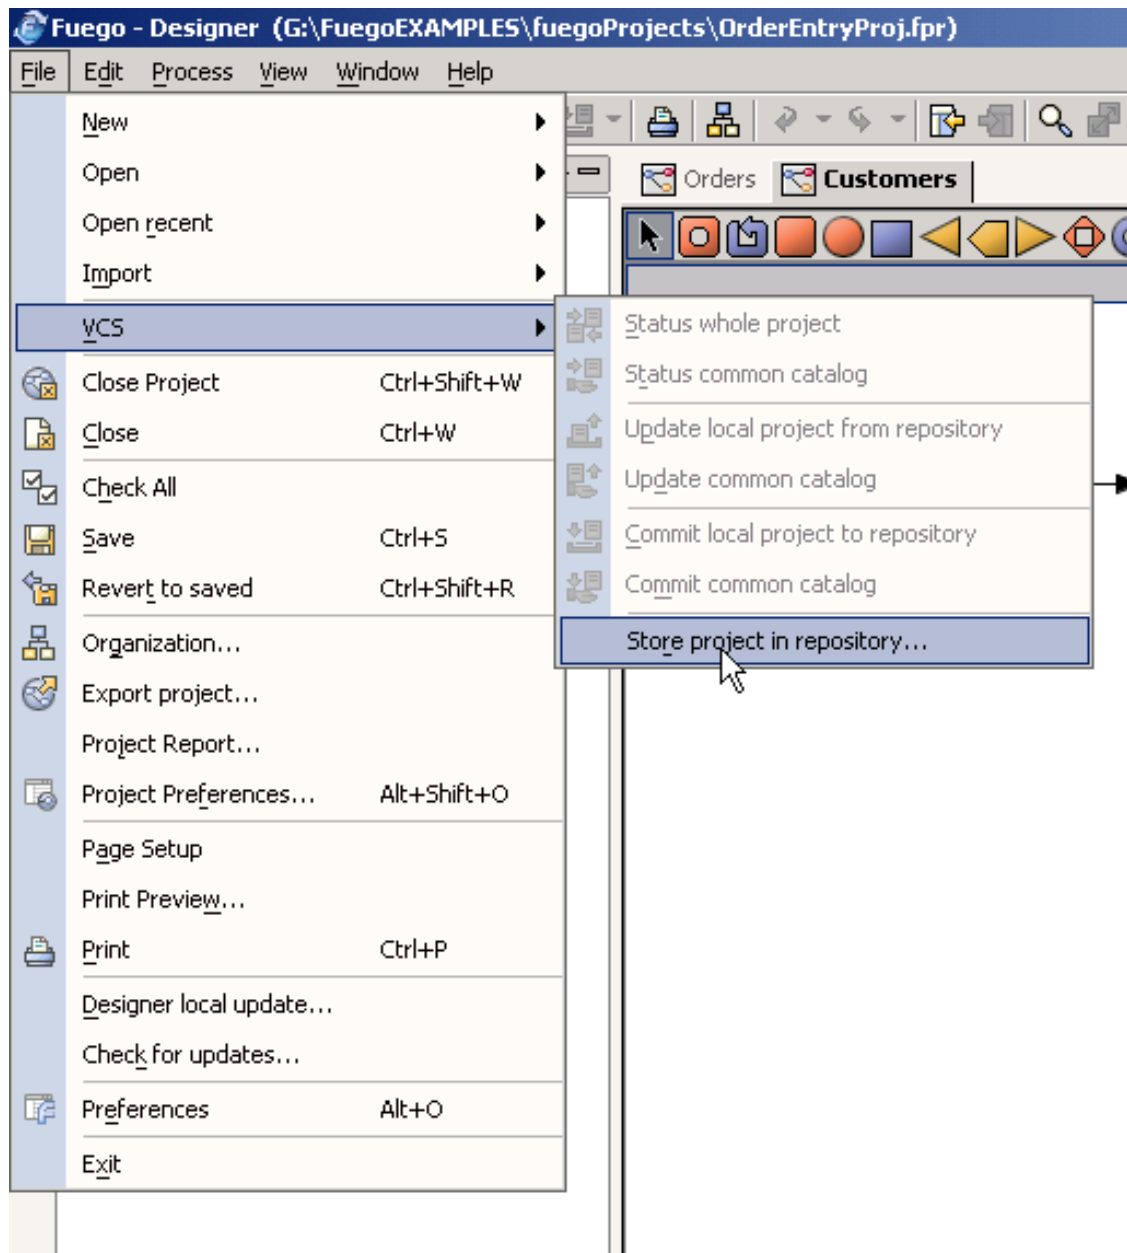 Fuego - Designer (G:\FuegoEXAMPLES\fuegoProjects\OrderEntryProj.fpr)
File Edit Process View Window Help
New
Open
Open recent
Import
VCS
Close Project Ctrl+Shift+W
Close Ctrl+W
Check All
Save Ctrl+S
Revert to saved Ctrl+Shift+R
Organization...
Export project...
Project Report...
Project Preferences... Alt+Shift+O
Page Setup
Print Preview...
Print Ctrl+P
Designer local update...
Check for updates...
Preferences Alt+O
Exit
Orders Customers
Status whole project
Status common catalog
Update local project from repository
Update common catalog
Commit local project to repository
Commit common catalog
Store project in repository...